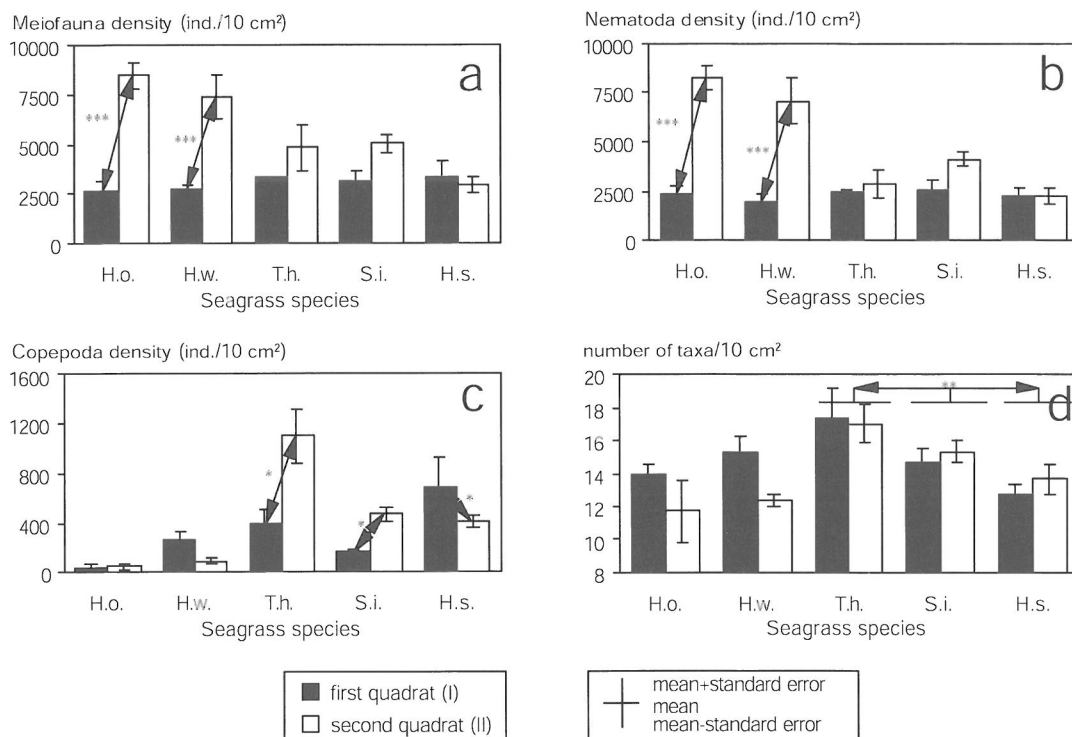 Meiofauna density (ind./10 cm²)
10000
7500
5000
2500
0
a
***
***
H.o. H.w. T.h. S.i. H.s.
Seagrass species
Nematoda density (ind./10 cm²)
10000
7500
5000
2500
0
b
***
***
H.o. H.w. T.h. S.i. H.s.
Seagrass species
Copepoda density (ind./10 cm²)
1600
1200
800
400
0
c
*
*
*
H.o. H.w. T.h. S.i. H.s.
Seagrass species
number of taxa/10 cm²
20
18
16
14
12
10
8
d
**
H.o. H.w. T.h. S.i. H.s.
Seagrass species
first quadrat (I)
second quadrat (II)
mean+standard error
mean
mean-standard error